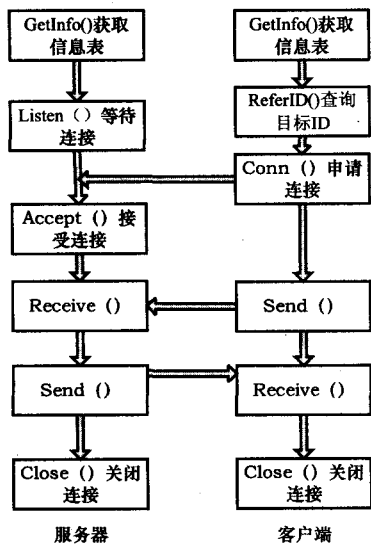 GetInfo()获取
信息表
GetInfo()获取
信息表
Listen（）等待
连接
ReferID()查询
目标ID
Conn（）申请
连接
Accept（）接
受连接
Receive（）
Send（）
Send（）
Receive（）
Close（）关闭
连接
Close（）关闭
连接
服务器
客户端